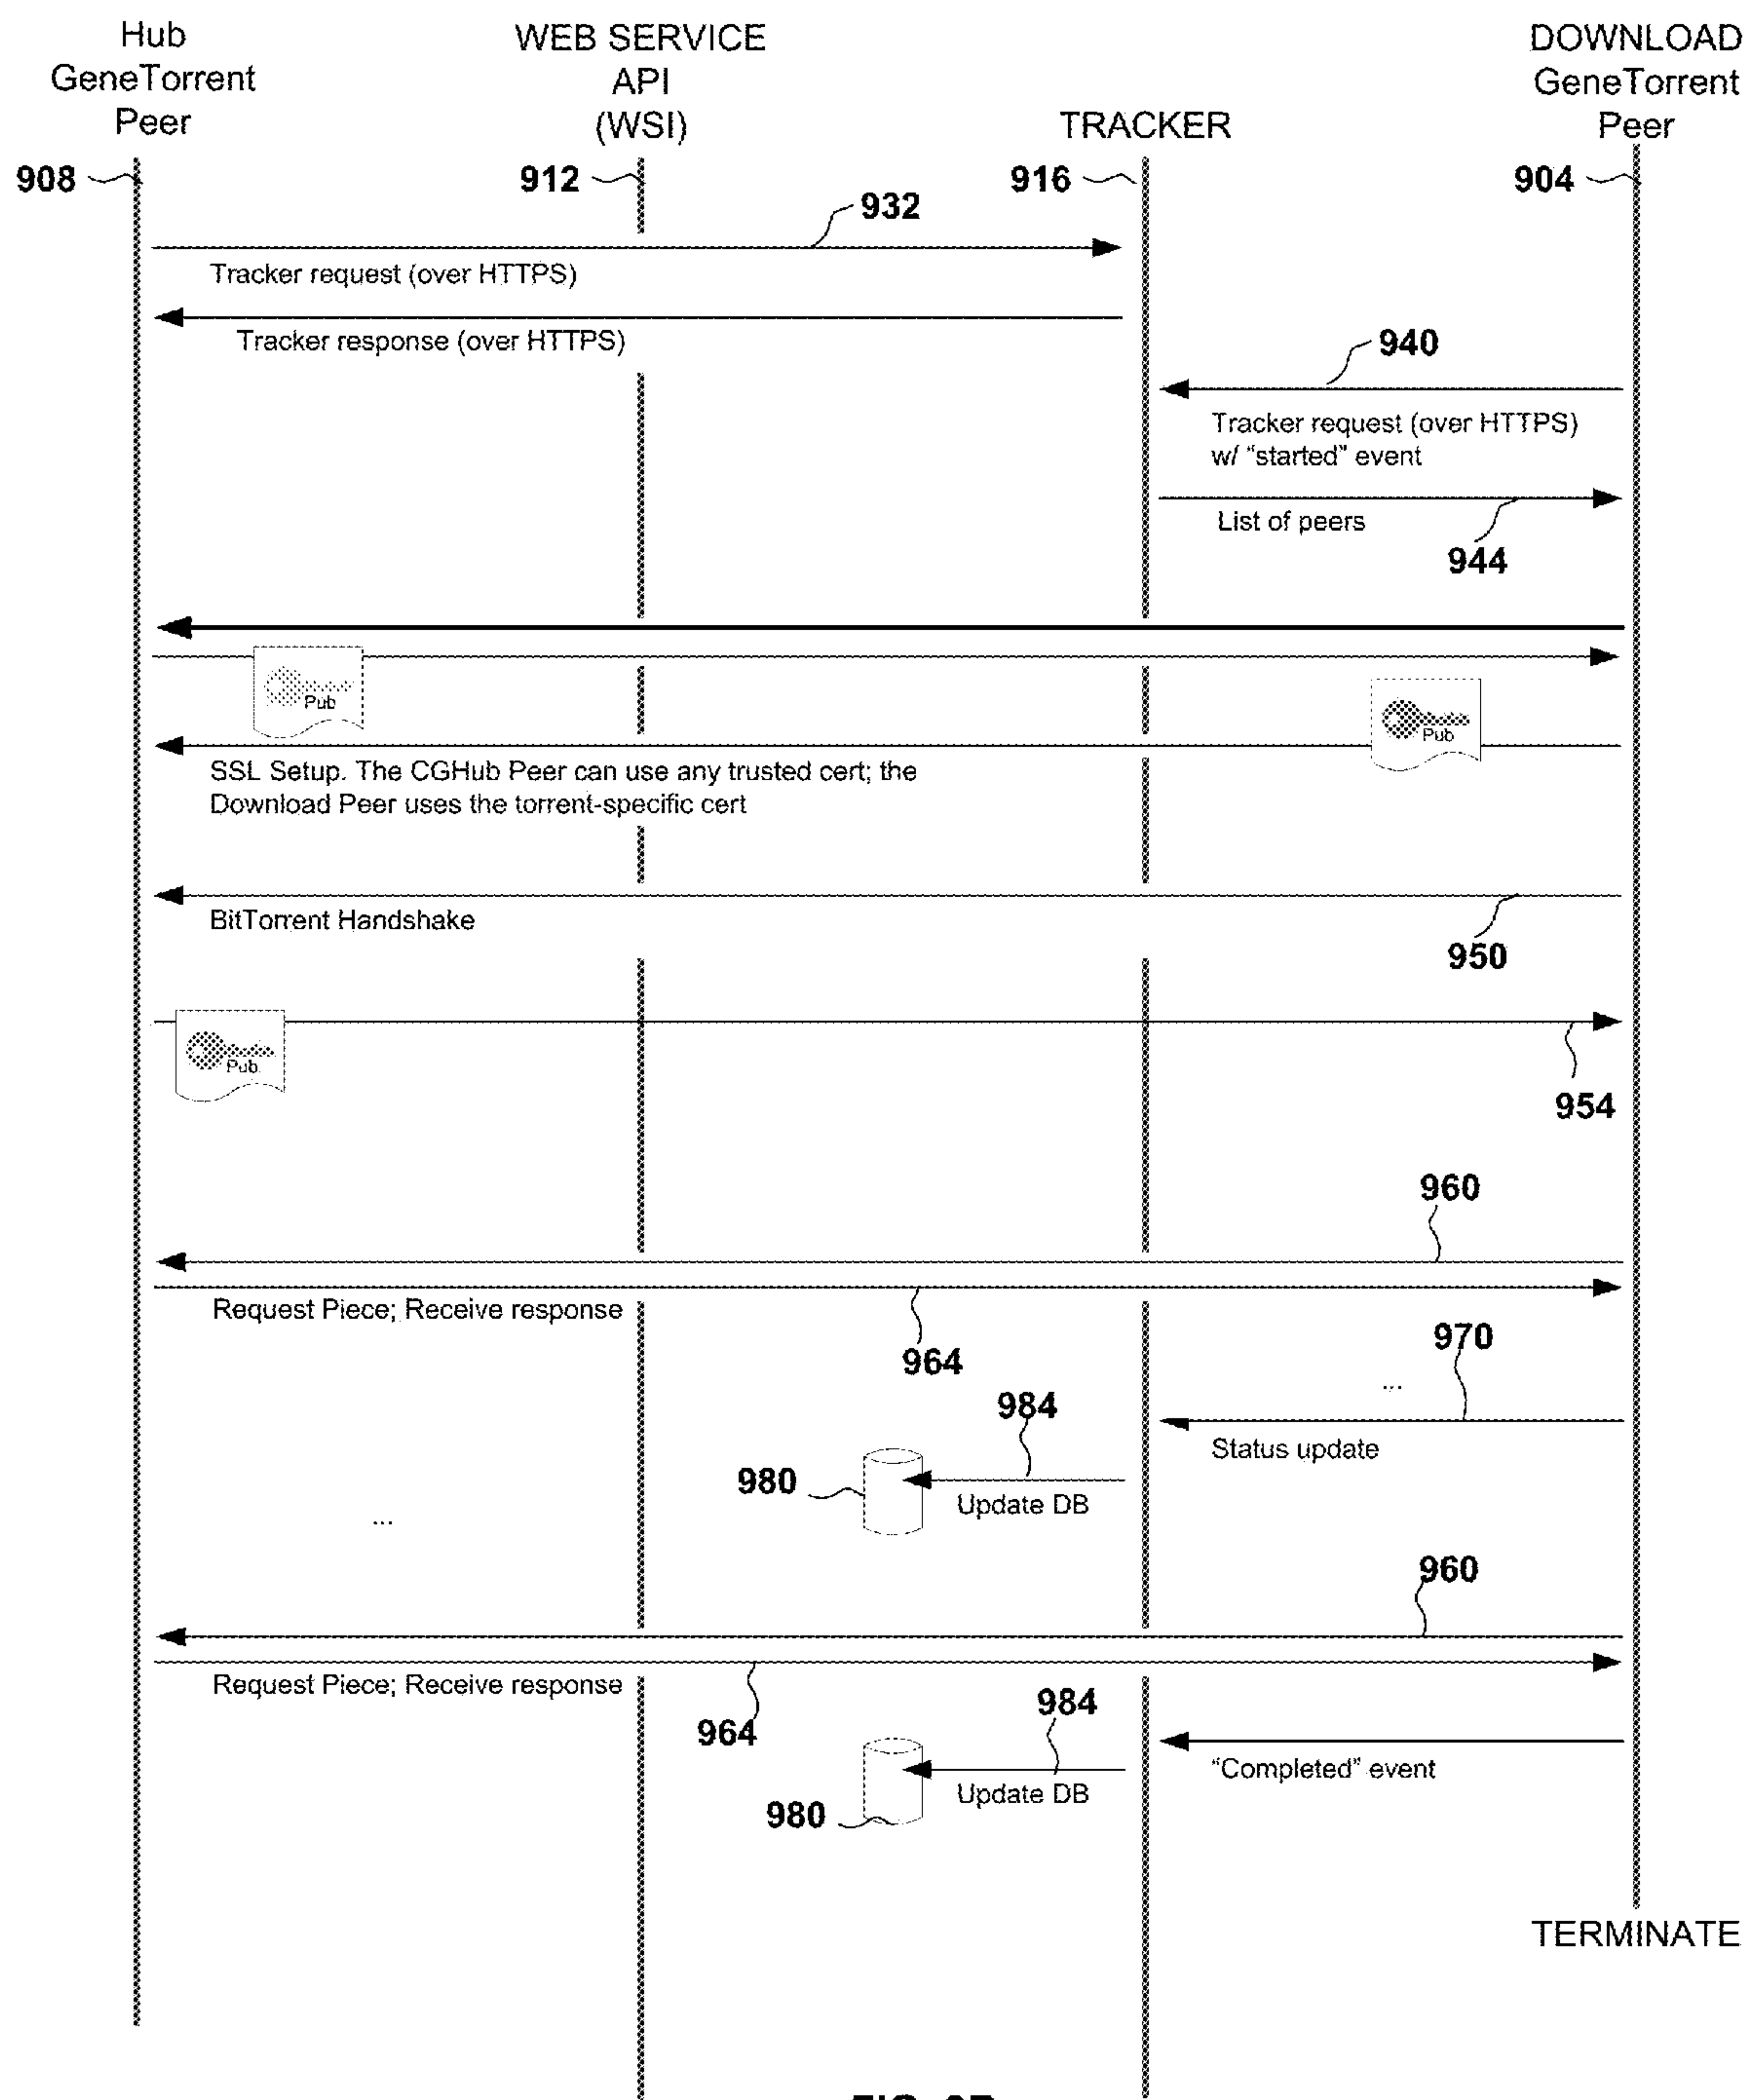 Hub
GeneTorrent
Peer
WEB SERVICE
API
(WSI)
TRACKER
DOWNLOAD
GeneTorrent
Peer
908
912
916
904
932
Tracker request (over HTTPS)
Tracker response (over HTTPS)
940
Tracker request (over HTTPS)
w/ “started” event
List of peers
944
Pub
Pub
SSL Setup. The CGHub Peer can use any trusted cert; the
Download Peer uses the torrent-specific cert
BitTorrent Handshake
950
Pub
954
960
Request Piece; Receive response
964
970
...
984
Status update
980
Update DB
...
960
Request Piece; Receive response
964
984
“Completed” event
Update DB
980
TERMINATE